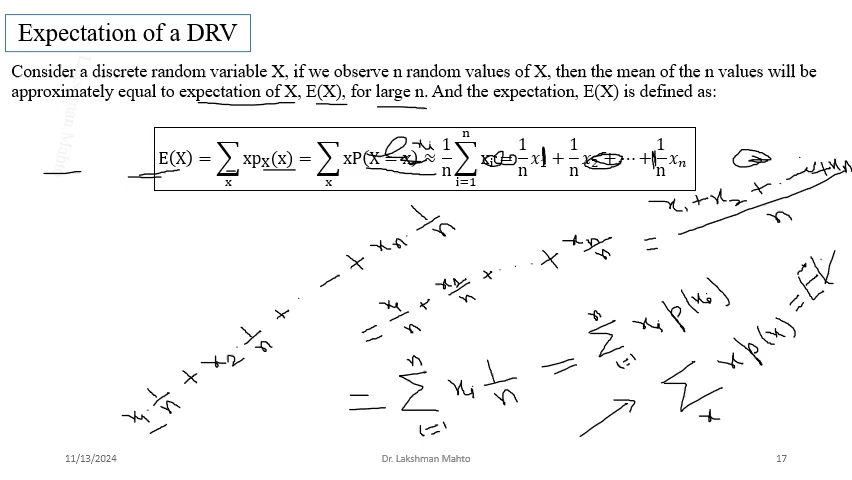 Expectation of a DRV
Consider a discrete random variable X, if we observe n random values of X, then the mean of the n values will be
approximately equal to expectation of X, E(X), for large n. And the expectation, E(X) is defined as:
E(X) = ∑_x xp_X(x) = ∑_x xP(X = x) ≈ 1/n ∑_{i=1}^{n} x_i = 1/n x_1 + 1/n x_2 + ⋯ + 1/n x_n
x_1 + x_2 + ... + x_n / n
x_1 · 1/n + x_2 · 1/n + ... + x_n · 1/n
= x_1/n + x_2/n + ... + x_n/n =
= ∑_{i=1}^{n} x_i 1/n = ∑_{i=1}^{n} x_i p(x_i)
∑_x x p(x) =
11/13/2024
Dr. Lakshman Mahto
17